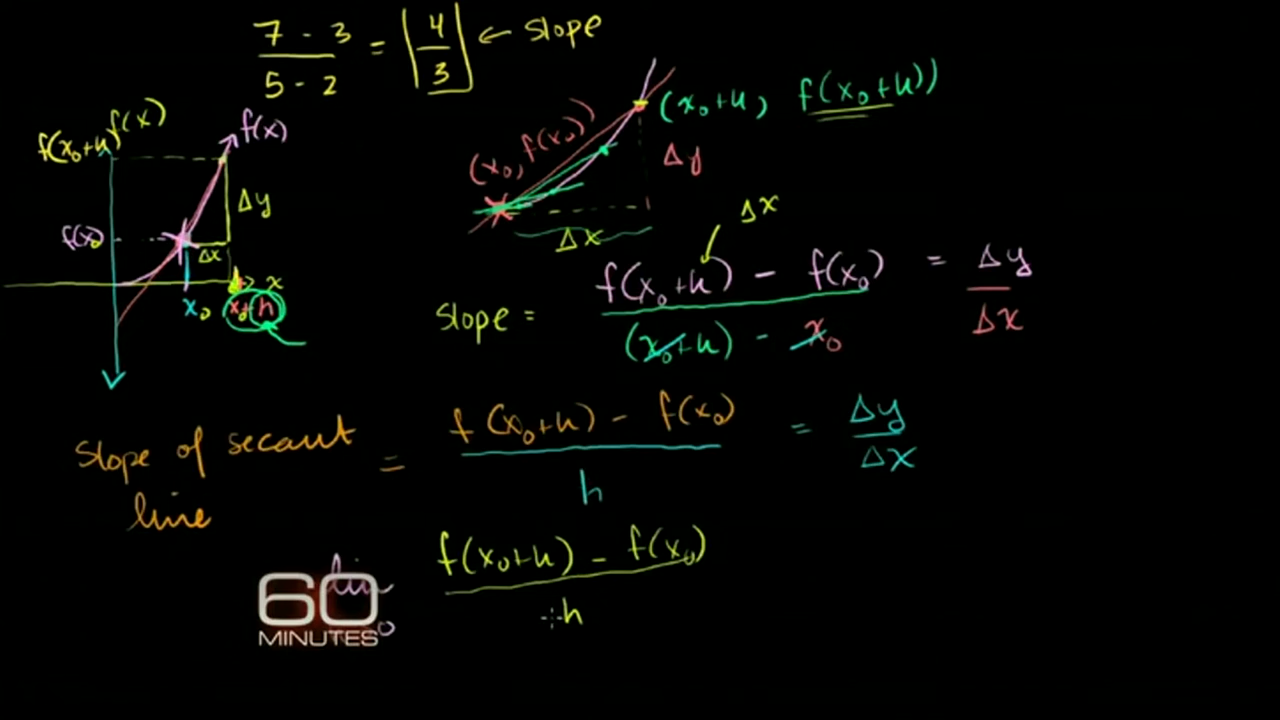 7 - 3 / 5 - 2 = |4/3| ← slope
f(x₀+h)
f(x)
f(x)
Δy
f(x₀)
Δx
x
x₀
x₀+h
(x₀, f(x₀))
(x₀+h, f(x₀+h))
Δy
Δx
Δx
slope = f(x₀+h) - f(x₀) / (x₀+h) - x₀ = Δy / Δx
Slope of secant line = f(x₀+h) - f(x₀) / h = Δy / Δx
f(x₀+h) - f(x₀) / h
60
MINUTES